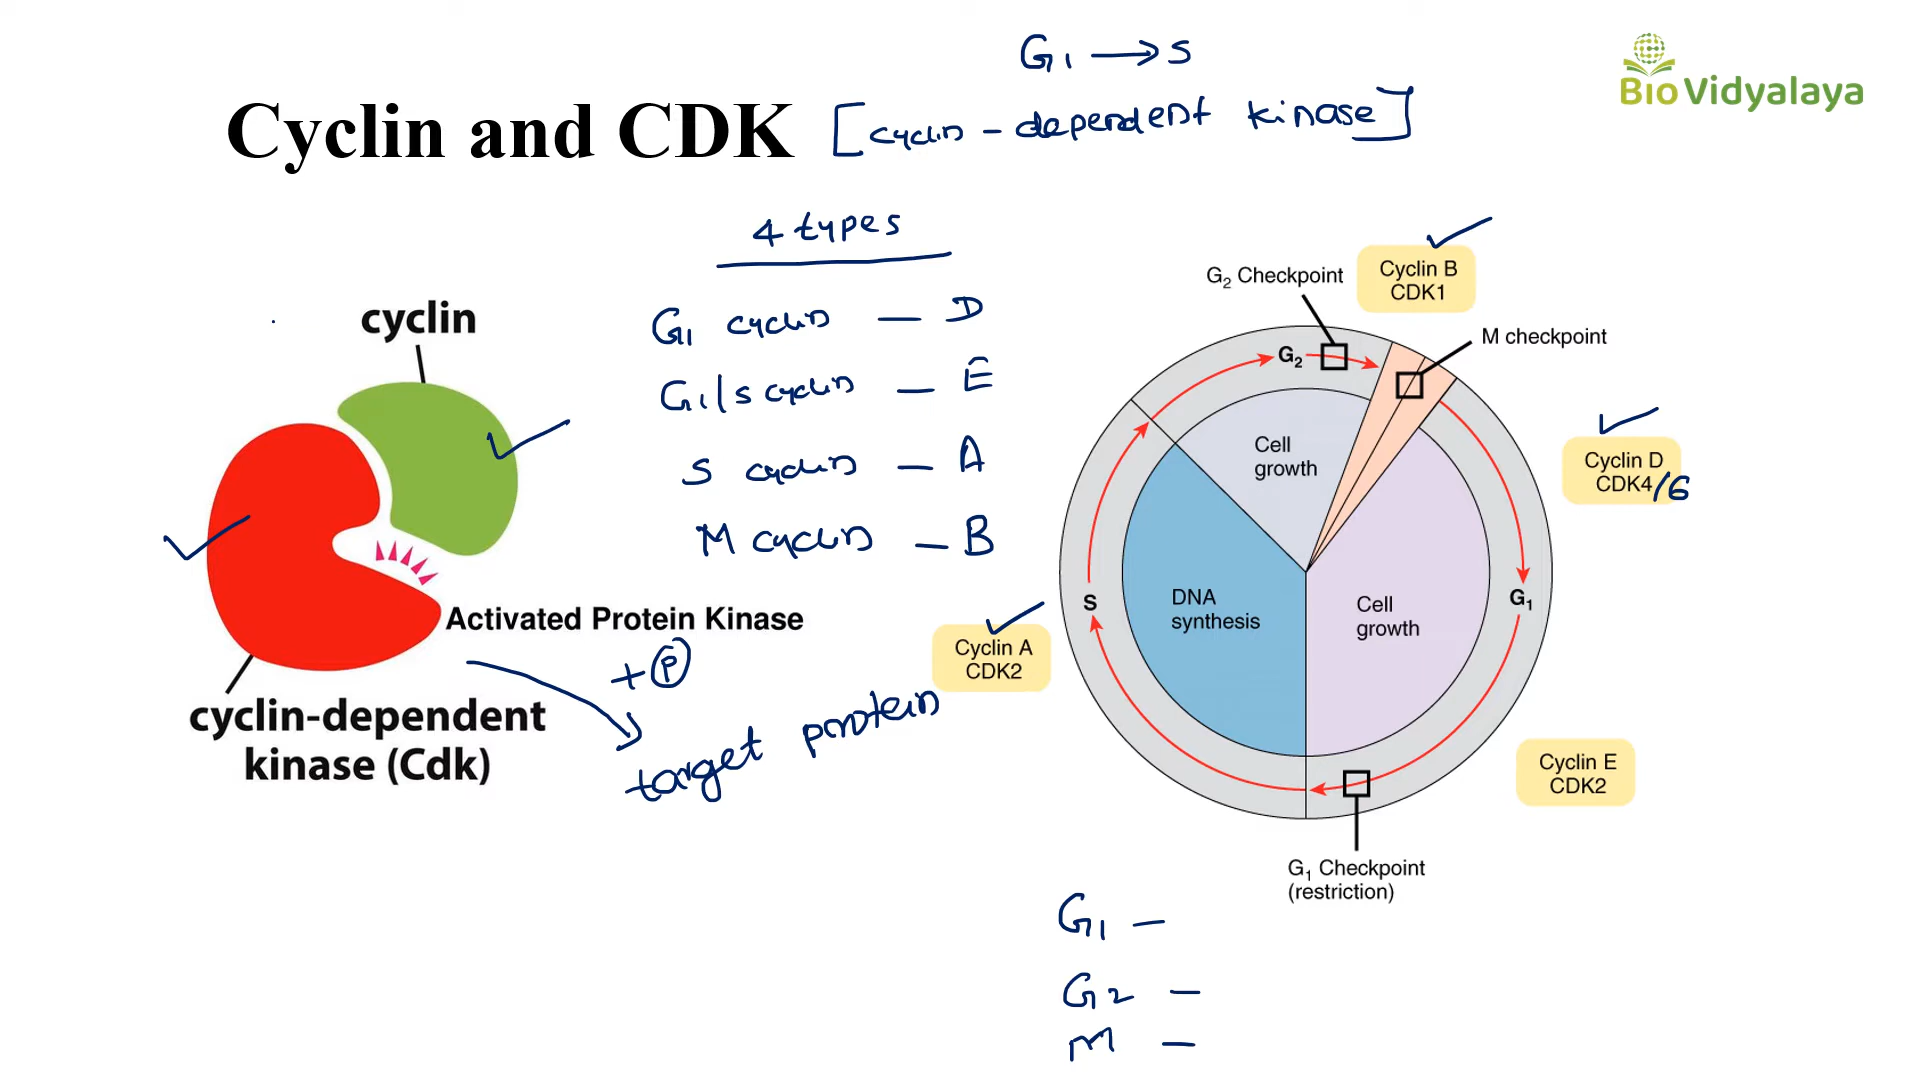 G1 → S
Bio Vidyalaya
Cyclin and CDK [cyclin - dependent kinase]
4 types
G1 cyclin — D
G1/s cyclin — E
S cyclin — A
M cyclin — B
cyclin
Activated Protein Kinase
+ P
target protein
cyclin-dependent
kinase (Cdk)
G2 Checkpoint
Cyclin B
CDK1
M checkpoint
G2
Cell
growth
Cyclin D
CDK4/6
DNA
synthesis
Cell
growth
S
G1
Cyclin A
CDK2
Cyclin E
CDK2
G1 Checkpoint
(restriction)
G1 –
G2 –
M –